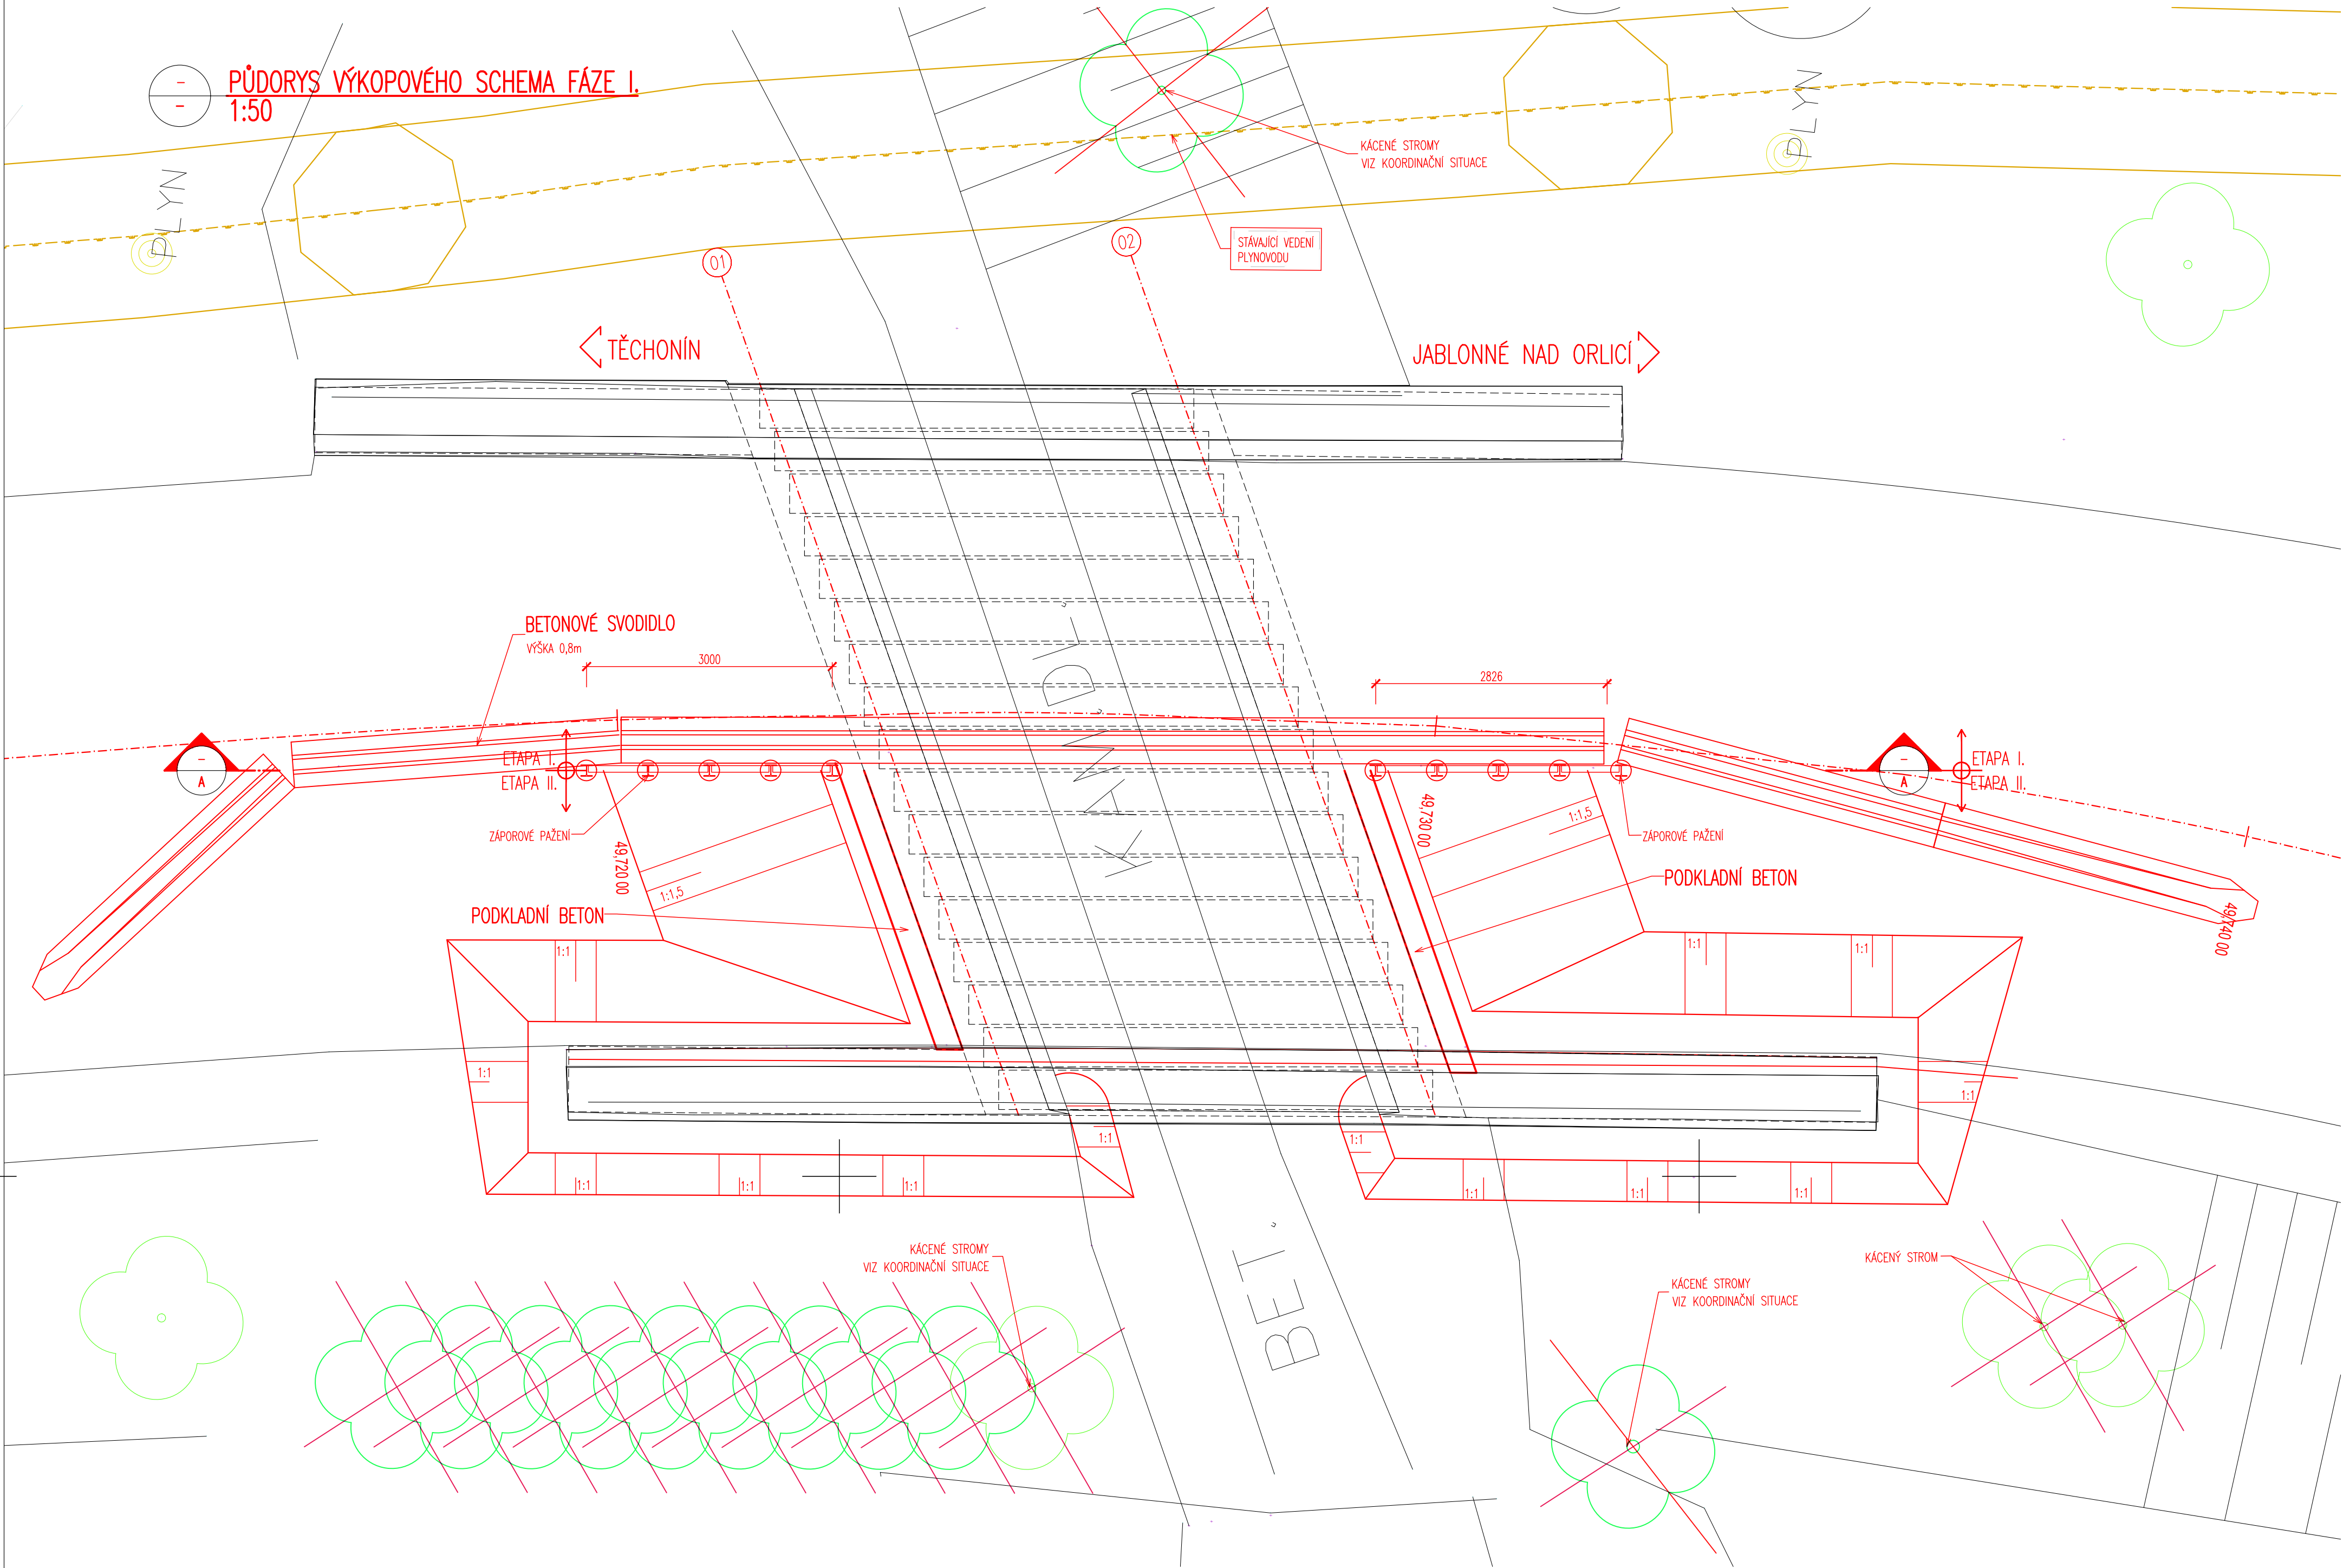 PŮDORYS VÝKOPOVÉHO SCHEMA FÁZE I.
1:50
-
-
PLYN
PLYN
KÁCENÉ STROMY
VIZ KOORDINAČNÍ SITUACE
STÁVAJÍCÍ VEDENÍ
PLYNOVODU
01
02
TĚCHONÍN
JABLONNÉ NAD ORLICÍ
BETONOVÉ SVODIDLO
VÝŠKA 0,8m
3000
2826
-
A
ETAPA I.
ETAPA II.
-
A
ETAPA I.
ETAPA II.
ZÁPOROVÉ PAŽENÍ
ZÁPOROVÉ PAŽENÍ
49,720 00
49,730 00
49,740 00
1:1,5
1:1,5
PODKLADNÍ BETON
PODKLADNÍ BETON
1:1
1:1
1:1
1:1
1:1
1:1
1:1
1:1
1:1
1:1
1:1
1:1
1:1
KÁCENÉ STROMY
VIZ KOORDINAČNÍ SITUACE
KÁCENÉ STROMY
VIZ KOORDINAČNÍ SITUACE
KÁCENÝ STROM
KAM. DL.
BET.